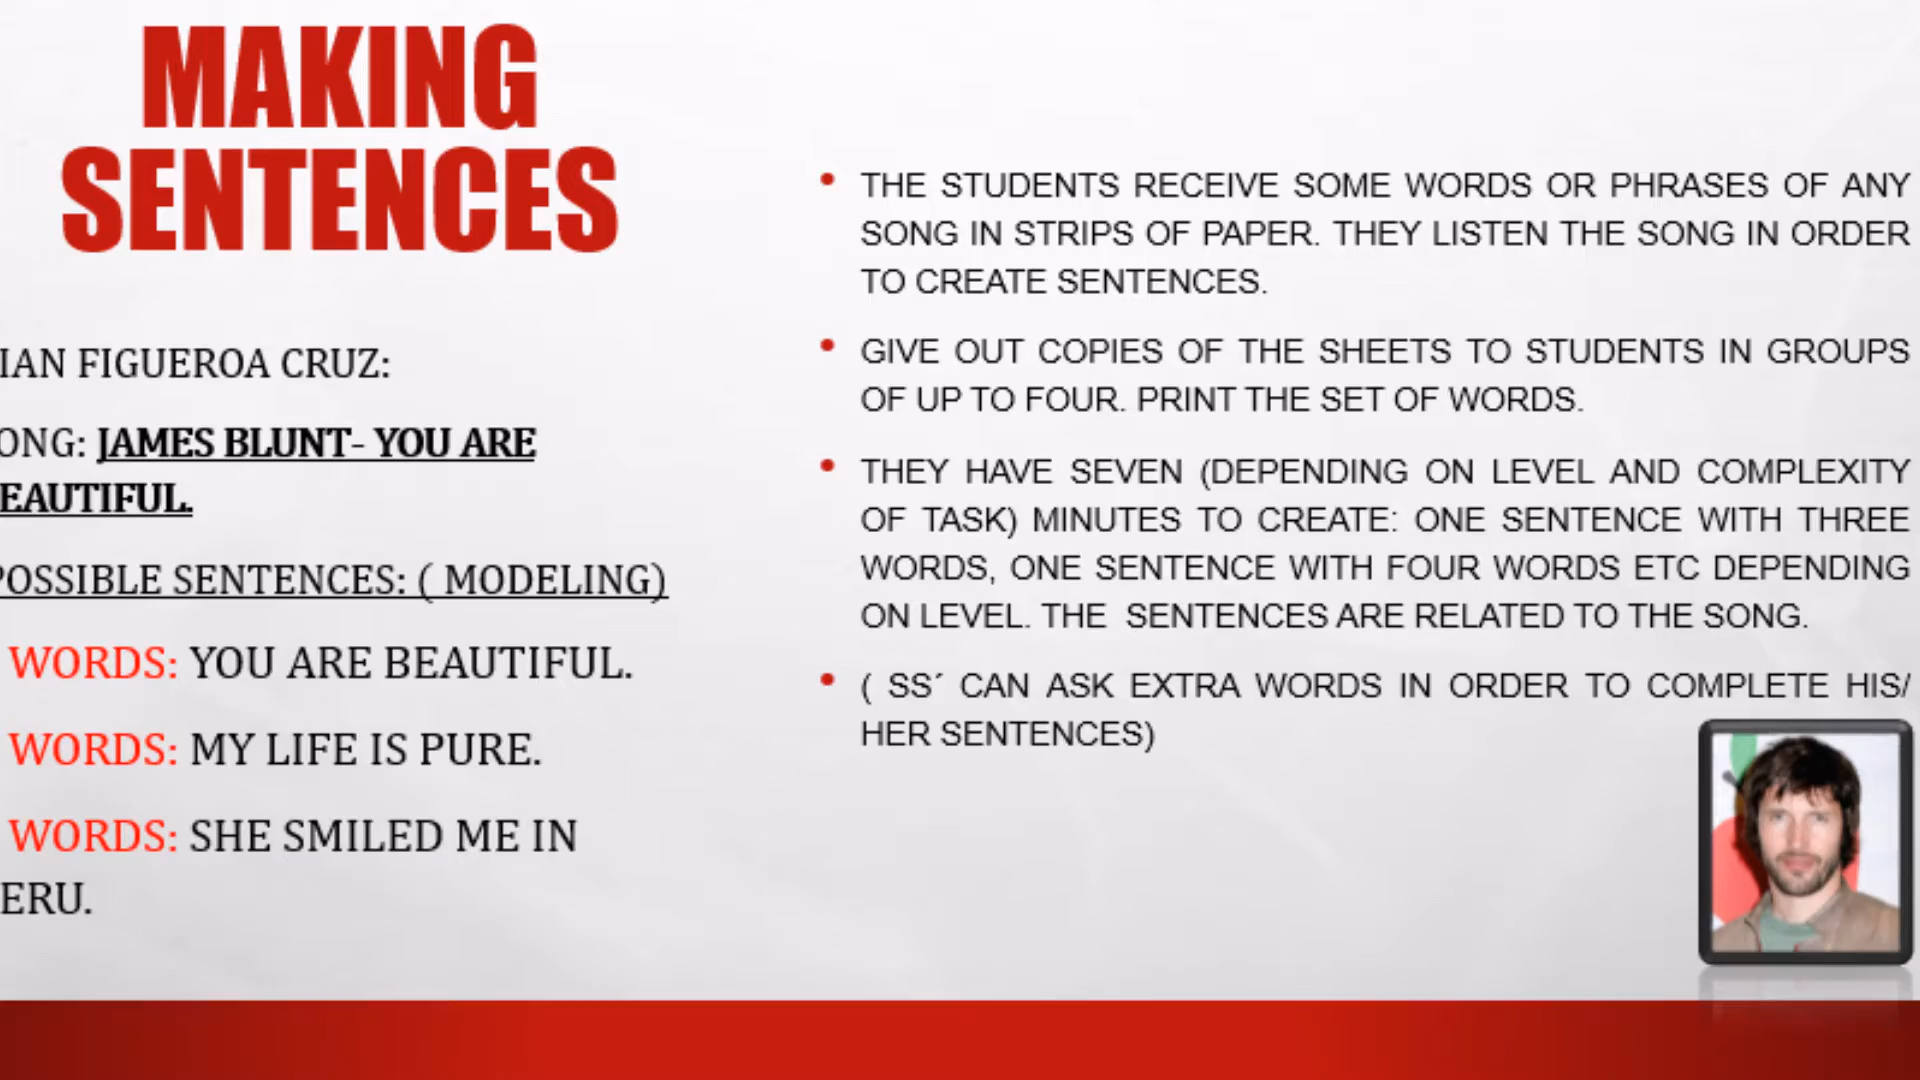 MAKING
SENTENCES
IAN FIGUEROA CRUZ:
ONG: JAMES BLUNT- YOU ARE
EAUTIFUL.
POSSIBLE SENTENCES: ( MODELING)
WORDS: YOU ARE BEAUTIFUL.
WORDS: MY LIFE IS PURE.
WORDS: SHE SMILED ME IN
ERU.
• THE STUDENTS RECEIVE SOME WORDS OR PHRASES OF ANY
SONG IN STRIPS OF PAPER. THEY LISTEN THE SONG IN ORDER
TO CREATE SENTENCES.
• GIVE OUT COPIES OF THE SHEETS TO STUDENTS IN GROUPS
OF UP TO FOUR. PRINT THE SET OF WORDS.
• THEY HAVE SEVEN (DEPENDING ON LEVEL AND COMPLEXITY
OF TASK) MINUTES TO CREATE: ONE SENTENCE WITH THREE
WORDS, ONE SENTENCE WITH FOUR WORDS ETC DEPENDING
ON LEVEL. THE SENTENCES ARE RELATED TO THE SONG.
• ( SS´ CAN ASK EXTRA WORDS IN ORDER TO COMPLETE HIS/
HER SENTENCES)